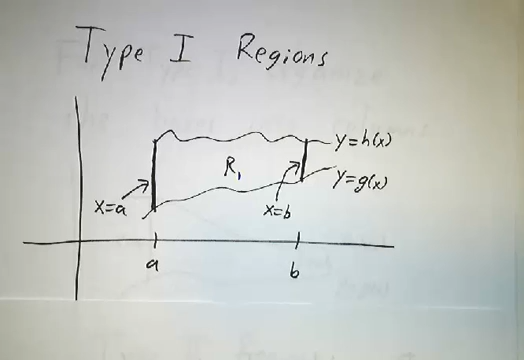 Type I Regions
y=h(x)
R₁
y=g(x)
x=a
x=b
a
b